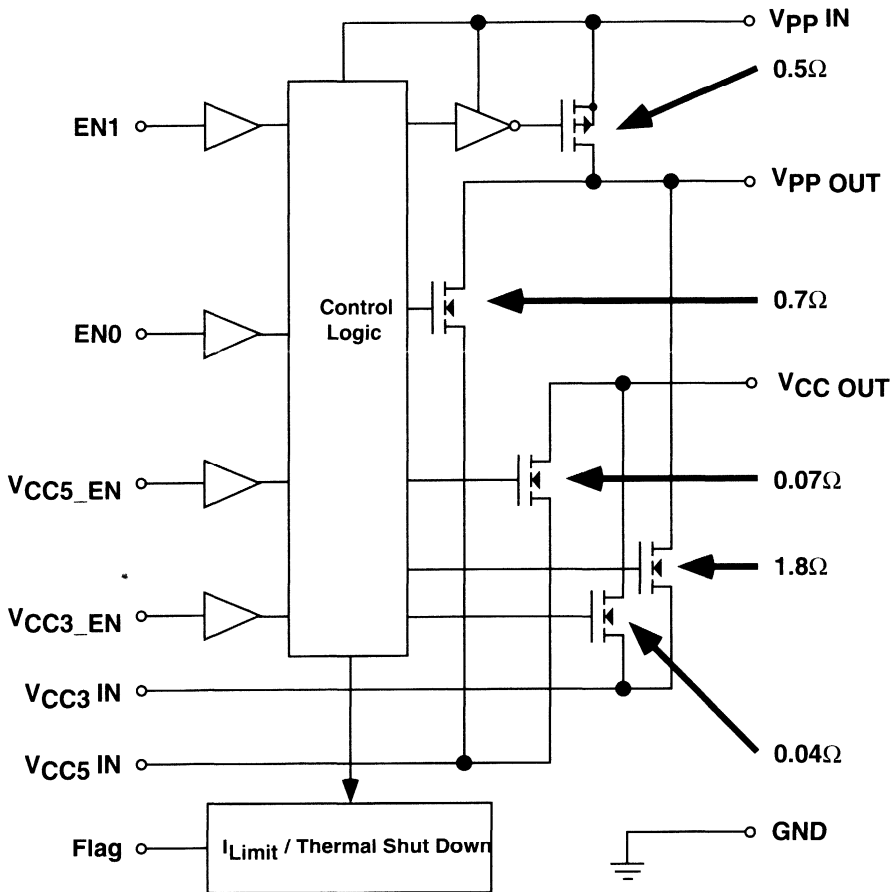 VPP IN
0.5Ω
EN1
VPP OUT
Control
Logic
0.7Ω
EN0
VCC OUT
VCC5_EN
0.07Ω
1.8Ω
VCC3_EN
VCC3 IN
0.04Ω
VCC5 IN
Flag
ILimit / Thermal Shut Down
GND